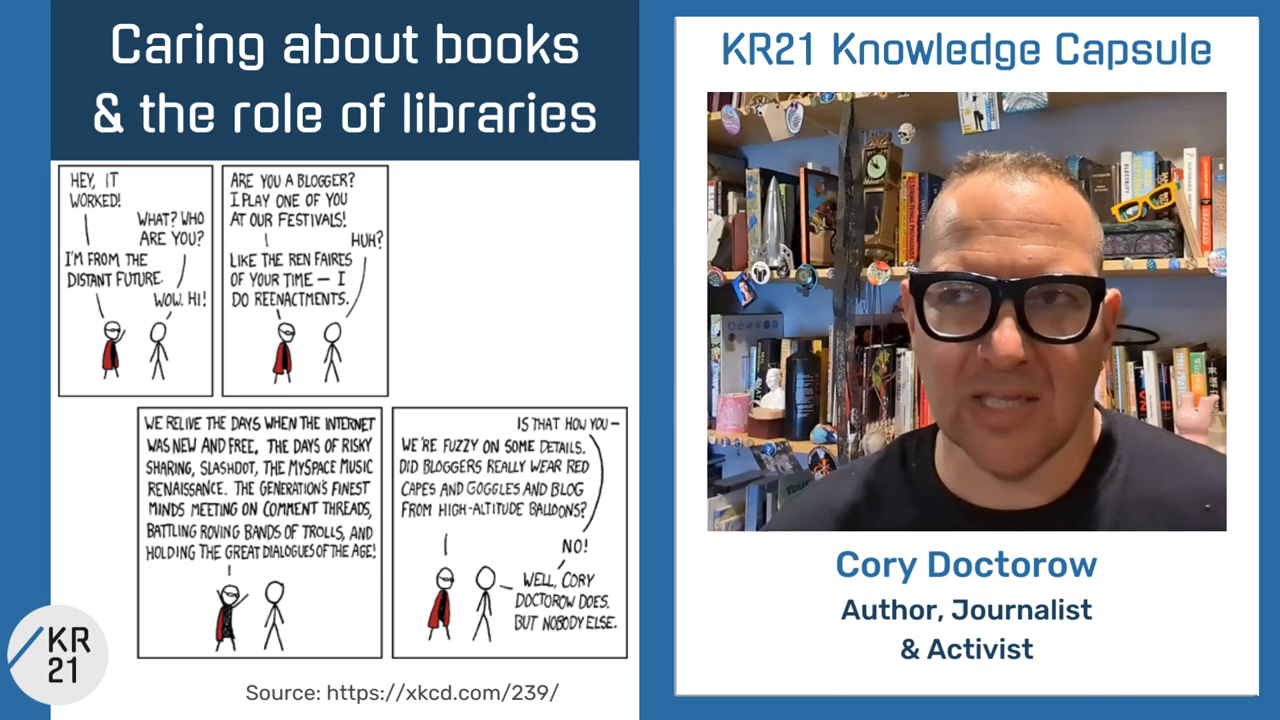 Caring about books
& the role of libraries
HEY, IT
WORKED!
WHAT? WHO
ARE YOU?
I'M FROM THE
DISTANT FUTURE.
WOW. HI!
ARE YOU A BLOGGER?
I PLAY ONE OF YOU
AT OUR FESTIVALS!
HUH?
LIKE THE REN FAIRES
OF YOUR TIME — I
DO REENACTMENTS.
WE RELIVE THE DAYS WHEN THE INTERNET
WAS NEW AND FREE. THE DAYS OF RISKY
SHARING, SLASHDOT, THE MYSPACE MUSIC
RENAISSANCE. THE GENERATION'S FINEST
MINDS MEETING ON COMMENT THREADS,
BATTLING ROVING BANDS OF TROLLS, AND
HOLDING THE GREAT DIALOGUES OF THE AGE!
IS THAT HOW YOU—
WE'RE FUZZY ON SOME DETAILS.
DID BLOGGERS REALLY WEAR RED
CAPES AND GOGGLES AND BLOG
FROM HIGH-ALTITUDE BALLOONS?
NO!
WELL, CORY
DOCTOROW DOES.
BUT NOBODY ELSE.
Source: https://xkcd.com/239/
KR
21
KR21 Knowledge Capsule
Cory Doctorow
Author, Journalist
& Activist